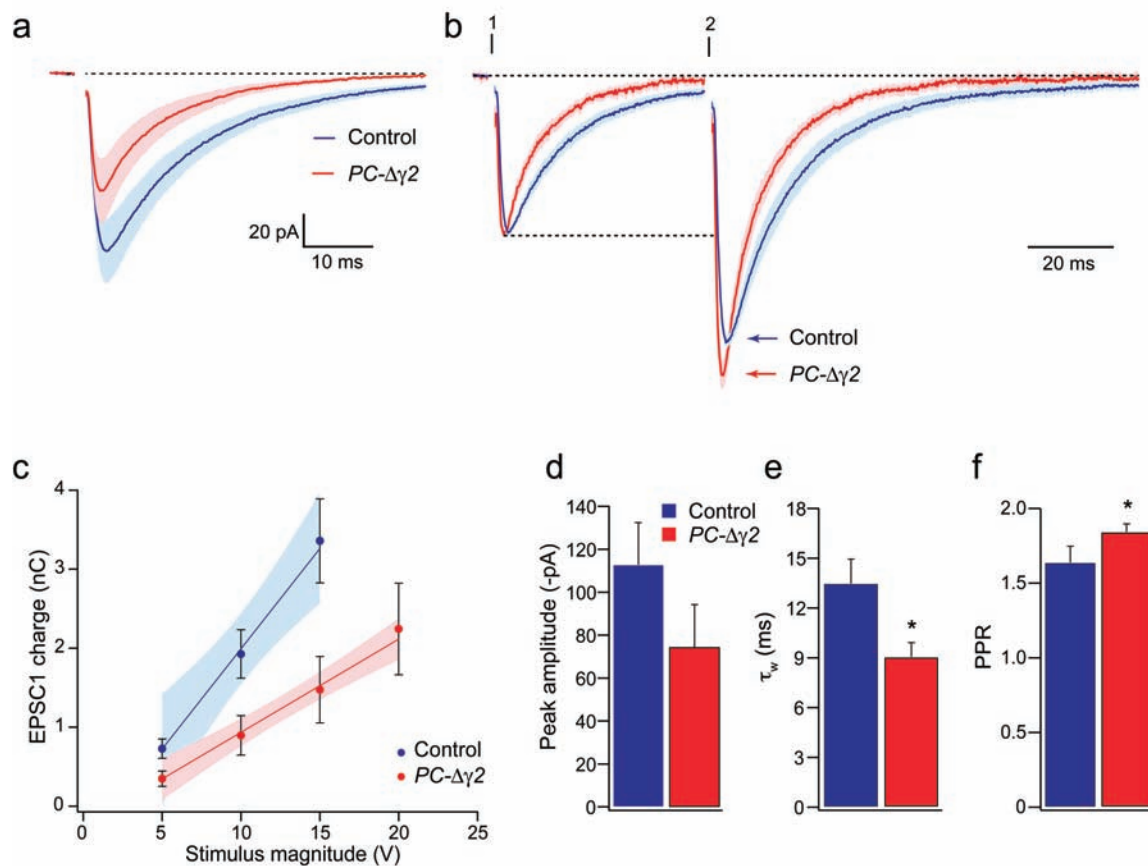 a
Control
PC-Δγ2
20 pA
10 ms
b
1
2
Control
PC-Δγ2
20 ms
c
EPSC1 charge (nC)
4
3
2
1
0
0
5
10
15
20
25
Stimulus magnitude (V)
Control
PC-Δγ2
d
Peak amplitude (-pA)
140
120
100
80
60
40
20
0
Control
PC-Δγ2
e
τw (ms)
18
15
12
9
6
3
0
*
f
PPR
2.0
1.5
1.0
0.5
0
*